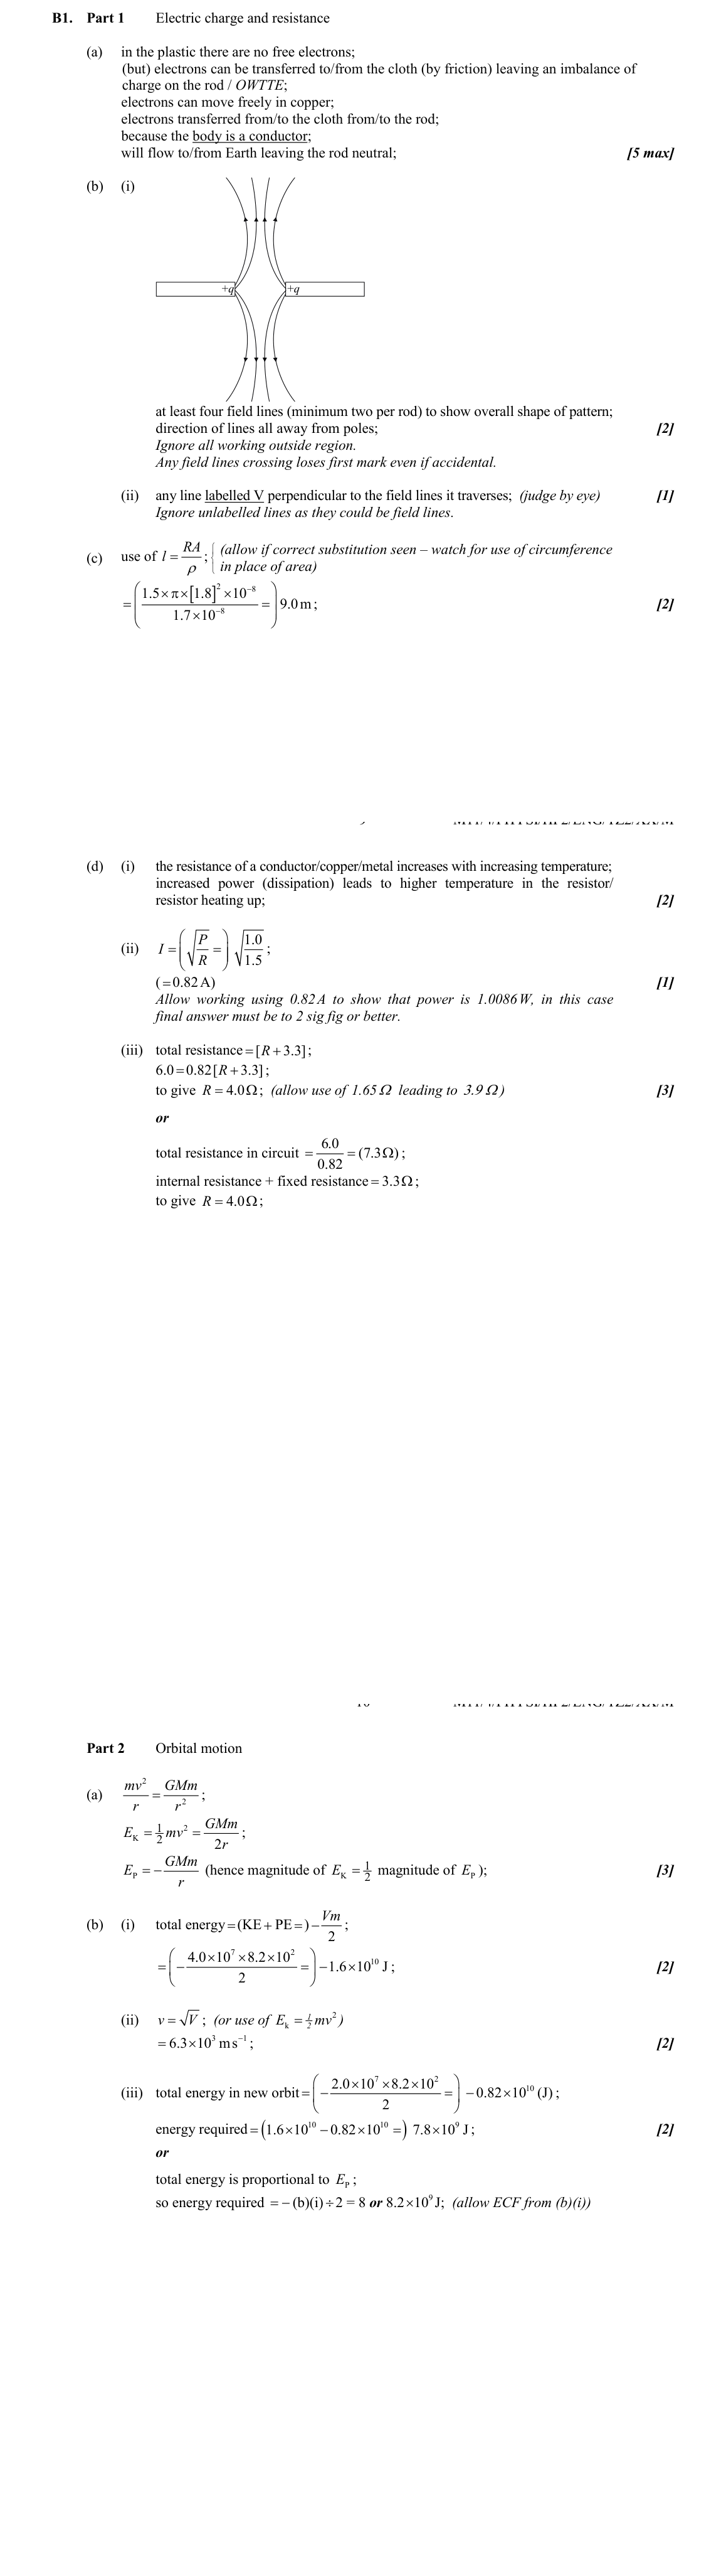 B1. Part 1 Electric charge and resistance
(a) in the plastic there are no free electrons;
(but) electrons can be transferred to/from the cloth (by friction) leaving an imbalance of
charge on the rod / OWTTE;
electrons can move freely in copper;
electrons transferred from/to the cloth from/to the rod;
because the body is a conductor;
will flow to/from Earth leaving the rod neutral; [5 max]
(b) (i)
+q +q
at least four field lines (minimum two per rod) to show overall shape of pattern;
direction of lines all away from poles; [2]
Ignore all working outside region.
Any field lines crossing loses first mark even if accidental.
(ii) any line labelled V perpendicular to the field lines it traverses; (judge by eye) [1]
Ignore unlabelled lines as they could be field lines.
(c) use of l = RA/ρ ; { (allow if correct substitution seen – watch for use of circumference
in place of area)
= ( 1.5×π×[1.8]²×10⁻⁸ / 1.7×10⁻⁸ = ) 9.0 m ; [2]
(d) (i) the resistance of a conductor/copper/metal increases with increasing temperature;
increased power (dissipation) leads to higher temperature in the resistor/
resistor heating up; [2]
(ii) I = ( √(P/R) = ) √(1.0/1.5) ;
( = 0.82 A)
[1]
Allow working using 0.82A to show that power is 1.0086W, in this case
final answer must be to 2 sig fig or better.
(iii) total resistance = [R + 3.3] ;
6.0 = 0.82[R + 3.3] ;
to give R = 4.0Ω ; (allow use of 1.65 Ω leading to 3.9 Ω) [3]
or
total resistance in circuit = 6.0/0.82 = (7.3Ω) ;
internal resistance + fixed resistance = 3.3Ω ;
to give R = 4.0Ω ;
Part 2 Orbital motion
(a) mv²/r = GMm/r² ;
E_K = ½mv² = GMm/2r ;
E_P = −GMm/r (hence magnitude of E_K = ½ magnitude of E_P ); [3]
(b) (i) total energy = (KE + PE =) − Vm/2 ;
= ( − 4.0×10⁷×8.2×10² / 2 = ) −1.6×10¹⁰ J ; [2]
(ii) v = √V ; (or use of E_k = ½mv²)
= 6.3×10³ m s⁻¹ ; [2]
(iii) total energy in new orbit = ( − 2.0×10⁷×8.2×10² / 2 = ) − 0.82×10¹⁰ (J) ;
energy required = (1.6×10¹⁰ − 0.82×10¹⁰ =) 7.8×10⁹ J ; [2]
or
total energy is proportional to E_P ;
so energy required = − (b)(i) ÷ 2 = 8 or 8.2×10⁹ J; (allow ECF from (b)(i))